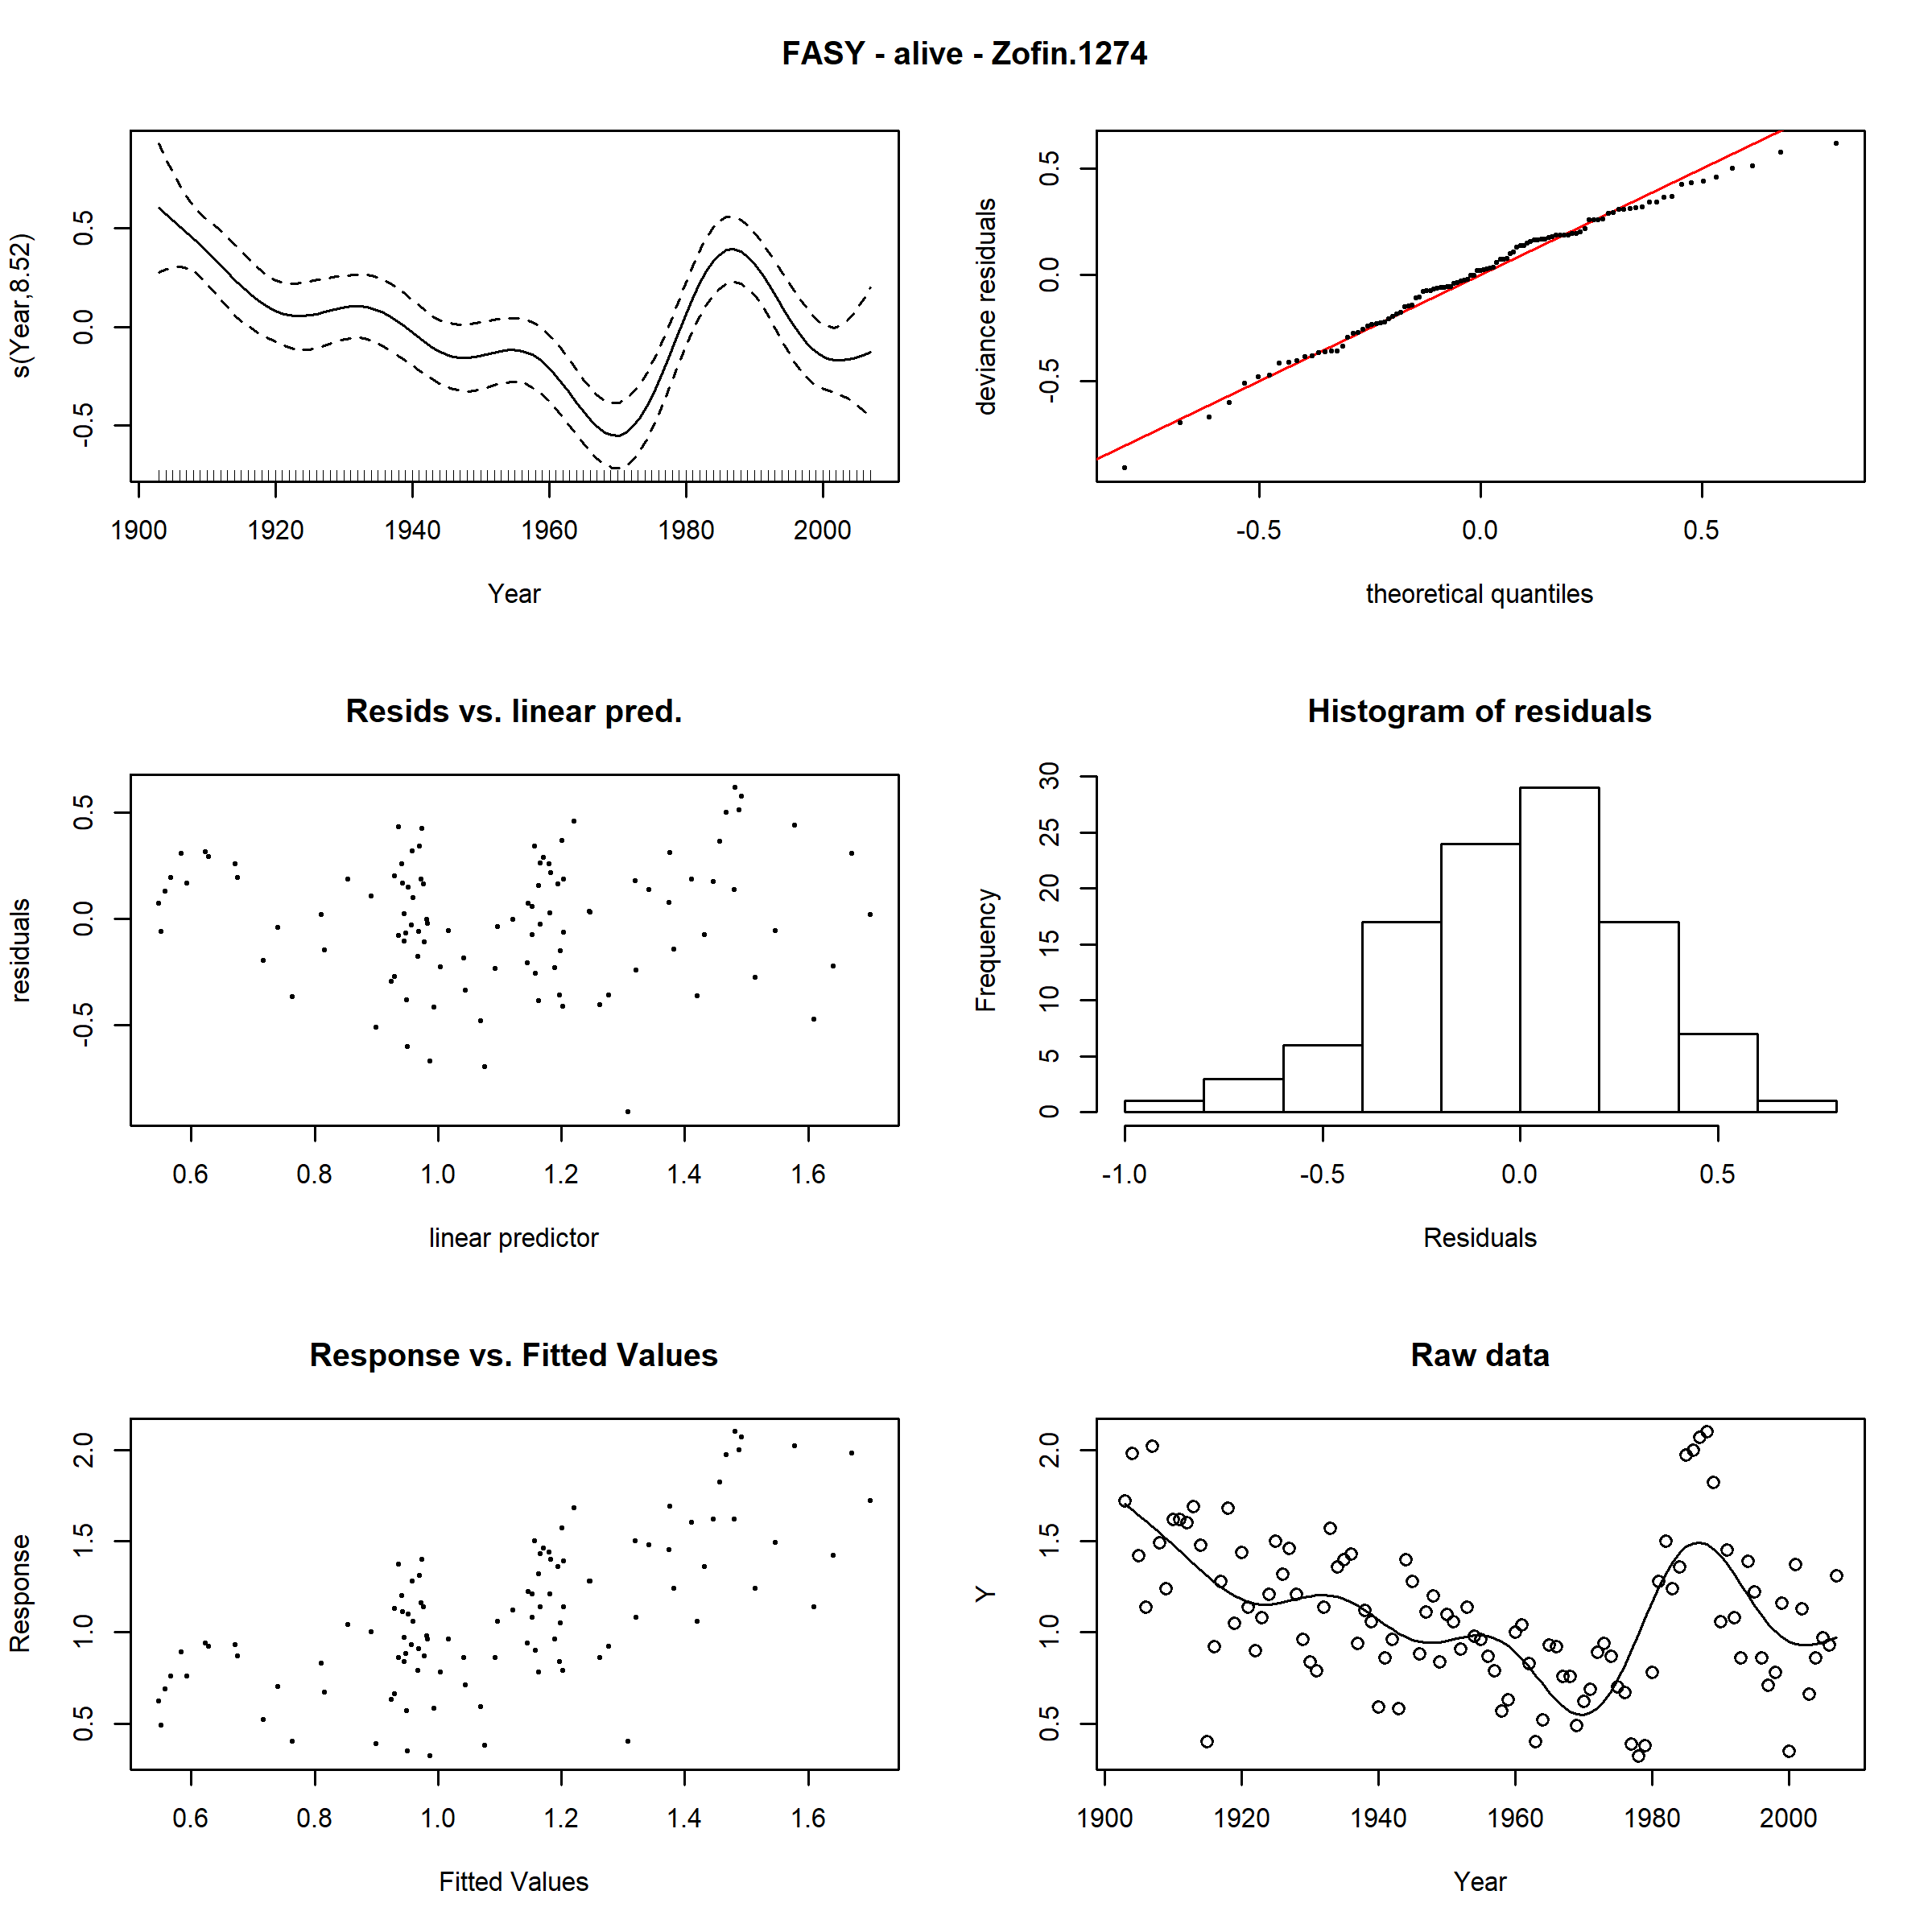 FASY - alive - Zofin.1274
s(Year,8.52)
0.5
0.0
-0.5
1900 1920 1940 1960 1980 2000
Year
deviance residuals
0.5
0.0
-0.5
-0.5 0.0 0.5
theoretical quantiles
Resids vs. linear pred.
residuals
0.5
0.0
-0.5
0.6 0.8 1.0 1.2 1.4 1.6
linear predictor
Histogram of residuals
Frequency
30
25
20
15
10
5
0
-1.0 -0.5 0.0 0.5
Residuals
Response vs. Fitted Values
Response
2.0
1.5
1.0
0.5
0.6 0.8 1.0 1.2 1.4 1.6
Fitted Values
Raw data
Y
2.0
1.5
1.0
0.5
1900 1920 1940 1960 1980 2000
Year